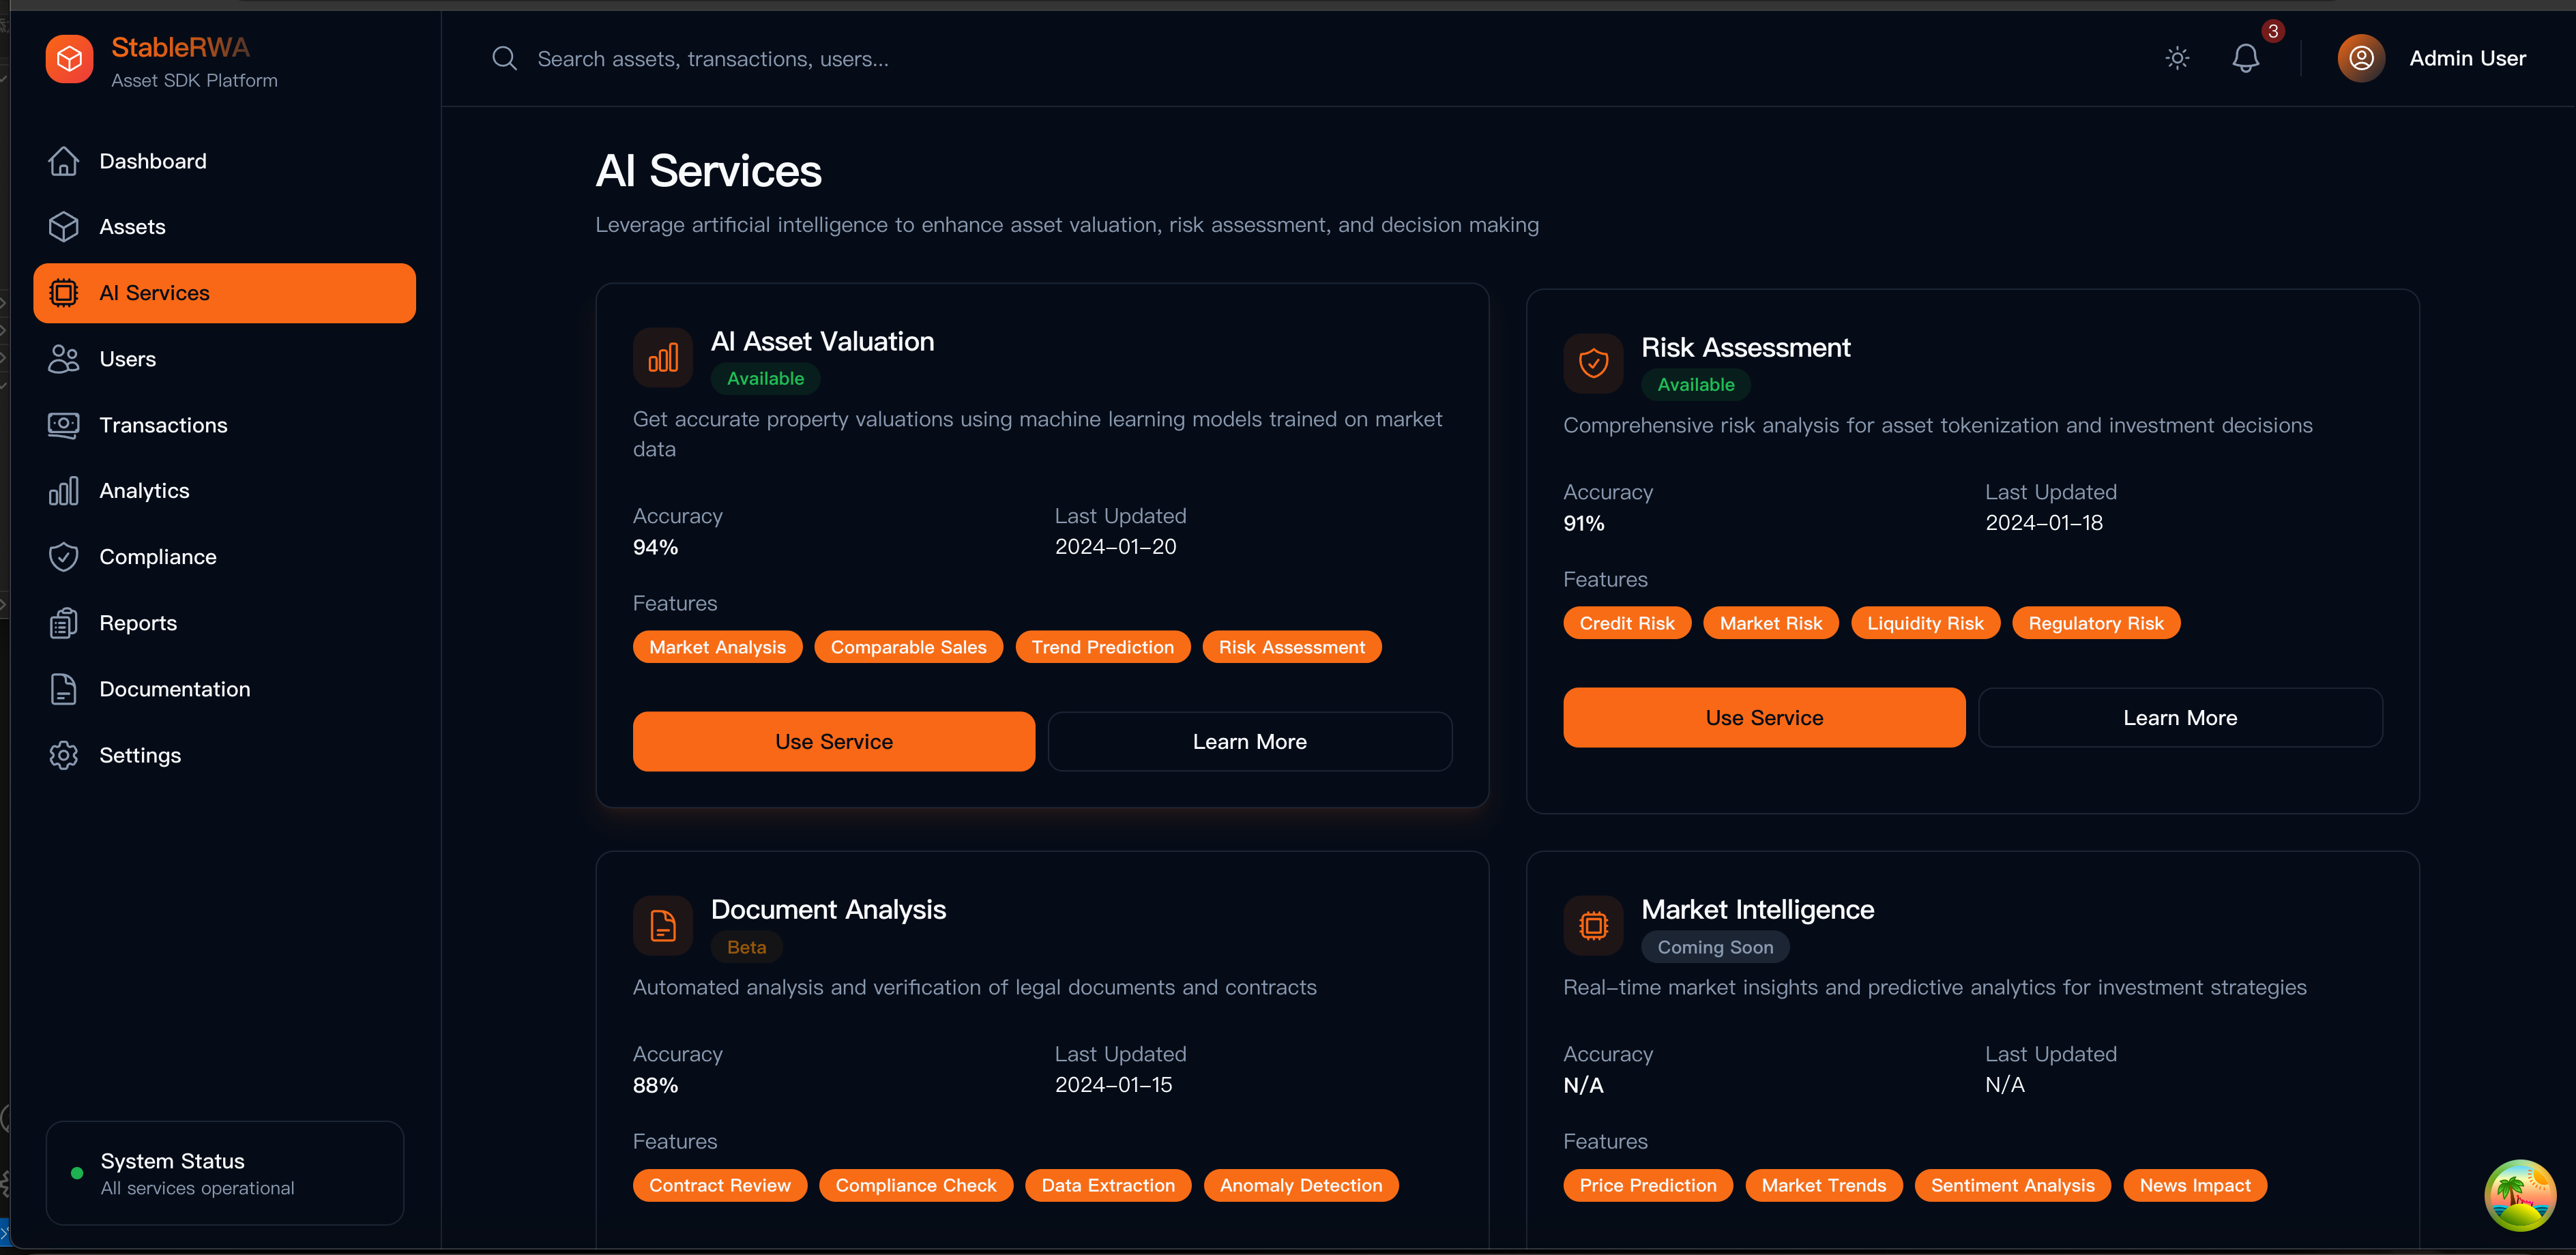 StableRWA
Asset SDK Platform
Dashboard
Assets
AI Services
Users
Transactions
Analytics
Compliance
Reports
Documentation
Settings
System Status
All services operational
Search assets, transactions, users...
3
Admin User
AI Services
Leverage artificial intelligence to enhance asset valuation, risk assessment, and decision making
AI Asset Valuation
Available
Get accurate property valuations using machine learning models trained on market
data
Accuracy
94%
Last Updated
2024-01-20
Features
Market Analysis
Comparable Sales
Trend Prediction
Risk Assessment
Use Service
Learn More
Risk Assessment
Available
Comprehensive risk analysis for asset tokenization and investment decisions
Accuracy
91%
Last Updated
2024-01-18
Features
Credit Risk
Market Risk
Liquidity Risk
Regulatory Risk
Use Service
Learn More
Document Analysis
Beta
Automated analysis and verification of legal documents and contracts
Accuracy
88%
Last Updated
2024-01-15
Features
Contract Review
Compliance Check
Data Extraction
Anomaly Detection
Market Intelligence
Coming Soon
Real-time market insights and predictive analytics for investment strategies
Accuracy
N/A
Last Updated
N/A
Features
Price Prediction
Market Trends
Sentiment Analysis
News Impact